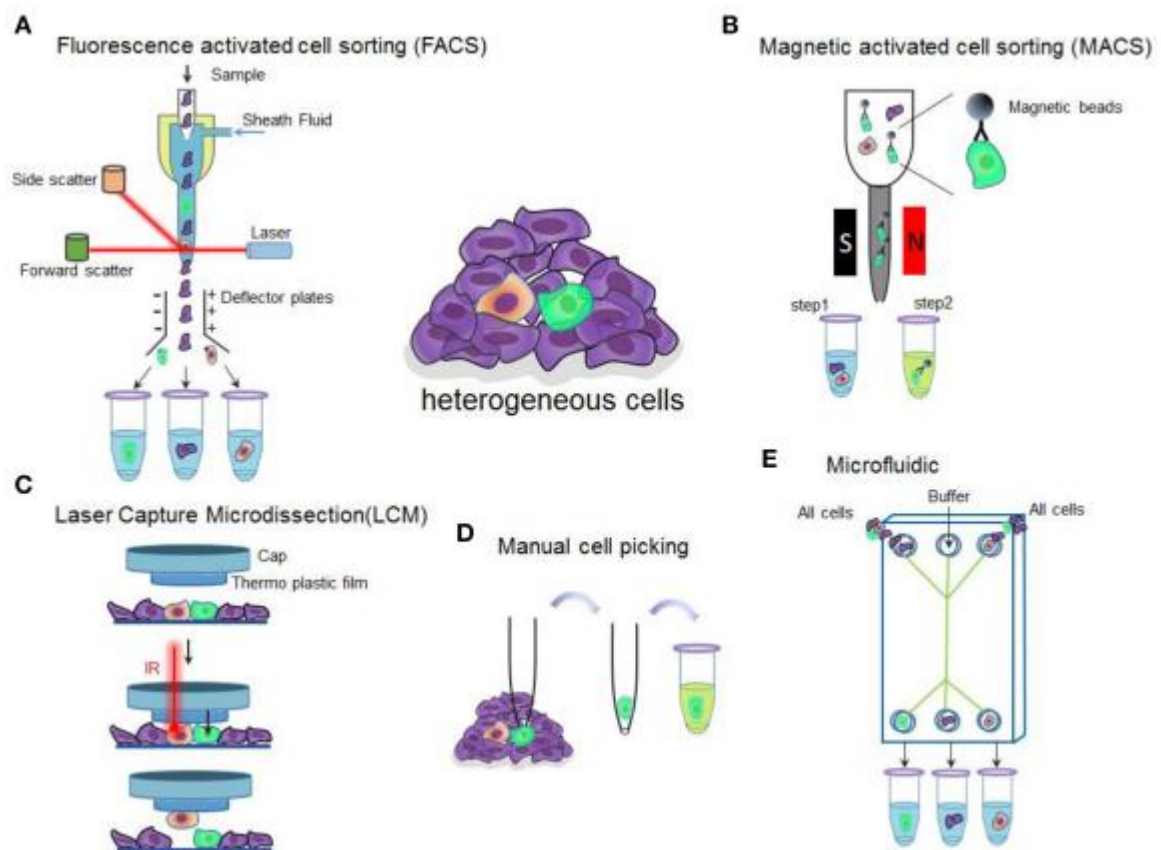 A
Fluorescence activated cell sorting (FACS)
Sample
Sheath Fluid
Side scatter
Laser
Forward scatter
Deflector plates
- +
- +
- +
heterogeneous cells
B
Magnetic activated cell sorting (MACS)
Magnetic beads
S N
step1 step2
C
Laser Capture Microdissection(LCM)
Cap
Thermo plastic film
IR
D
Manual cell picking
E
Microfluidic
Buffer
All cells All cells